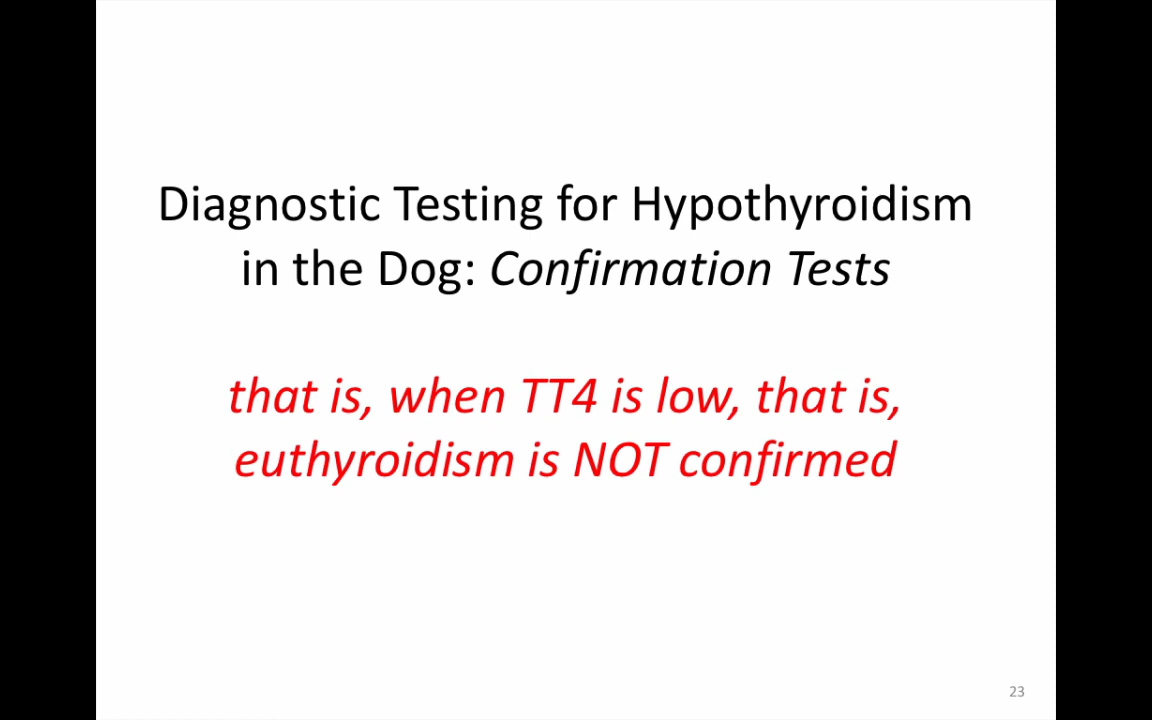 Diagnostic Testing for Hypothyroidism
in the Dog: Confirmation Tests
that is, when TT4 is low, that is,
euthyroidism is NOT confirmed
23